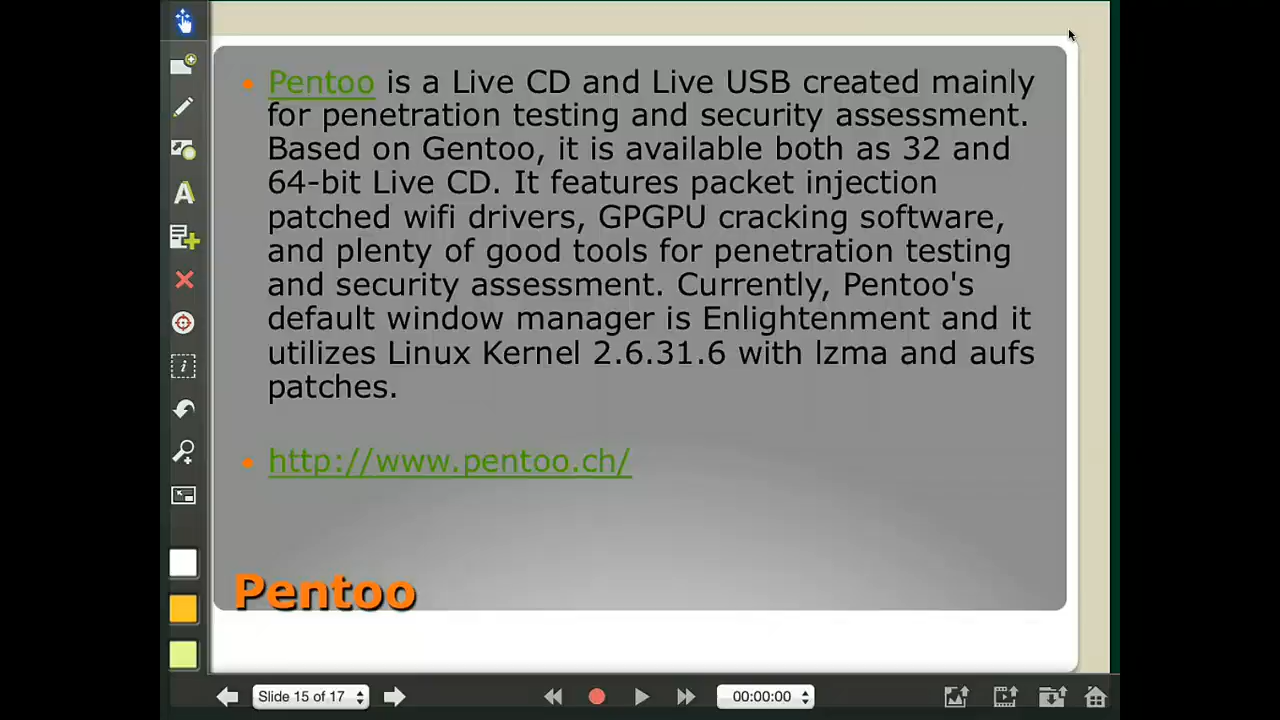 Pentoo is a Live CD and Live USB created mainly
for penetration testing and security assessment.
Based on Gentoo, it is available both as 32 and
64-bit Live CD. It features packet injection
patched wifi drivers, GPGPU cracking software,
and plenty of good tools for penetration testing
and security assessment. Currently, Pentoo's
default window manager is Enlightenment and it
utilizes Linux Kernel 2.6.31.6 with lzma and aufs
patches.
http://www.pentoo.ch/
Pentoo
Slide 15 of 17
00:00:00